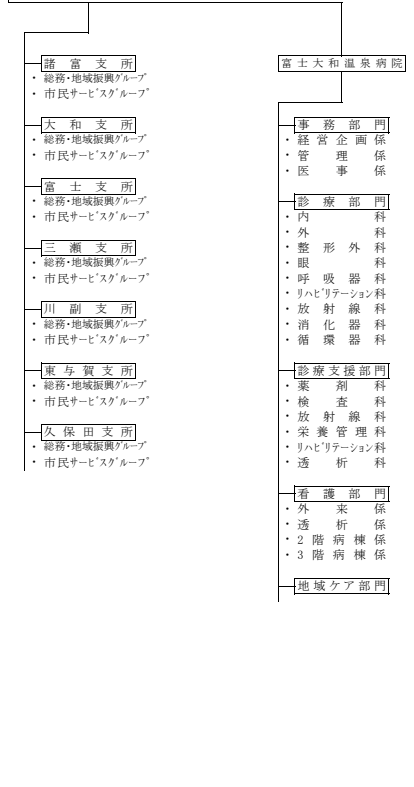 諸富支所
・総務・地域振興ｸﾞﾙｰﾌﾟ
・市民ｻｰﾋﾞｽｸﾞﾙｰﾌﾟ
大和支所
・総務・地域振興ｸﾞﾙｰﾌﾟ
・市民ｻｰﾋﾞｽｸﾞﾙｰﾌﾟ
富士支所
・総務・地域振興ｸﾞﾙｰﾌﾟ
・市民ｻｰﾋﾞｽｸﾞﾙｰﾌﾟ
三瀬支所
・総務・地域振興ｸﾞﾙｰﾌﾟ
・市民ｻｰﾋﾞｽｸﾞﾙｰﾌﾟ
川副支所
・総務・地域振興ｸﾞﾙｰﾌﾟ
・市民ｻｰﾋﾞｽｸﾞﾙｰﾌﾟ
東与賀支所
・総務・地域振興ｸﾞﾙｰﾌﾟ
・市民ｻｰﾋﾞｽｸﾞﾙｰﾌﾟ
久保田支所
・総務・地域振興ｸﾞﾙｰﾌﾟ
・市民ｻｰﾋﾞｽｸﾞﾙｰﾌﾟ
富士大和温泉病院
事務部門
・経営企画係
・管理係
・医事係
診療部門
・内科
・外科
・整形外科
・眼科
・呼吸器科
・ﾘﾊﾋﾞﾘﾃｰｼｮﾝ科
・放射線科
・消化器科
・循環器科
診療支援部門
・薬剤科
・検査科
・放射線科
・栄養管理科
・ﾘﾊﾋﾞﾘﾃｰｼｮﾝ科
・透析科
看護部門
・外来係
・透析係
・2階病棟係
・3階病棟係
地域ケア部門